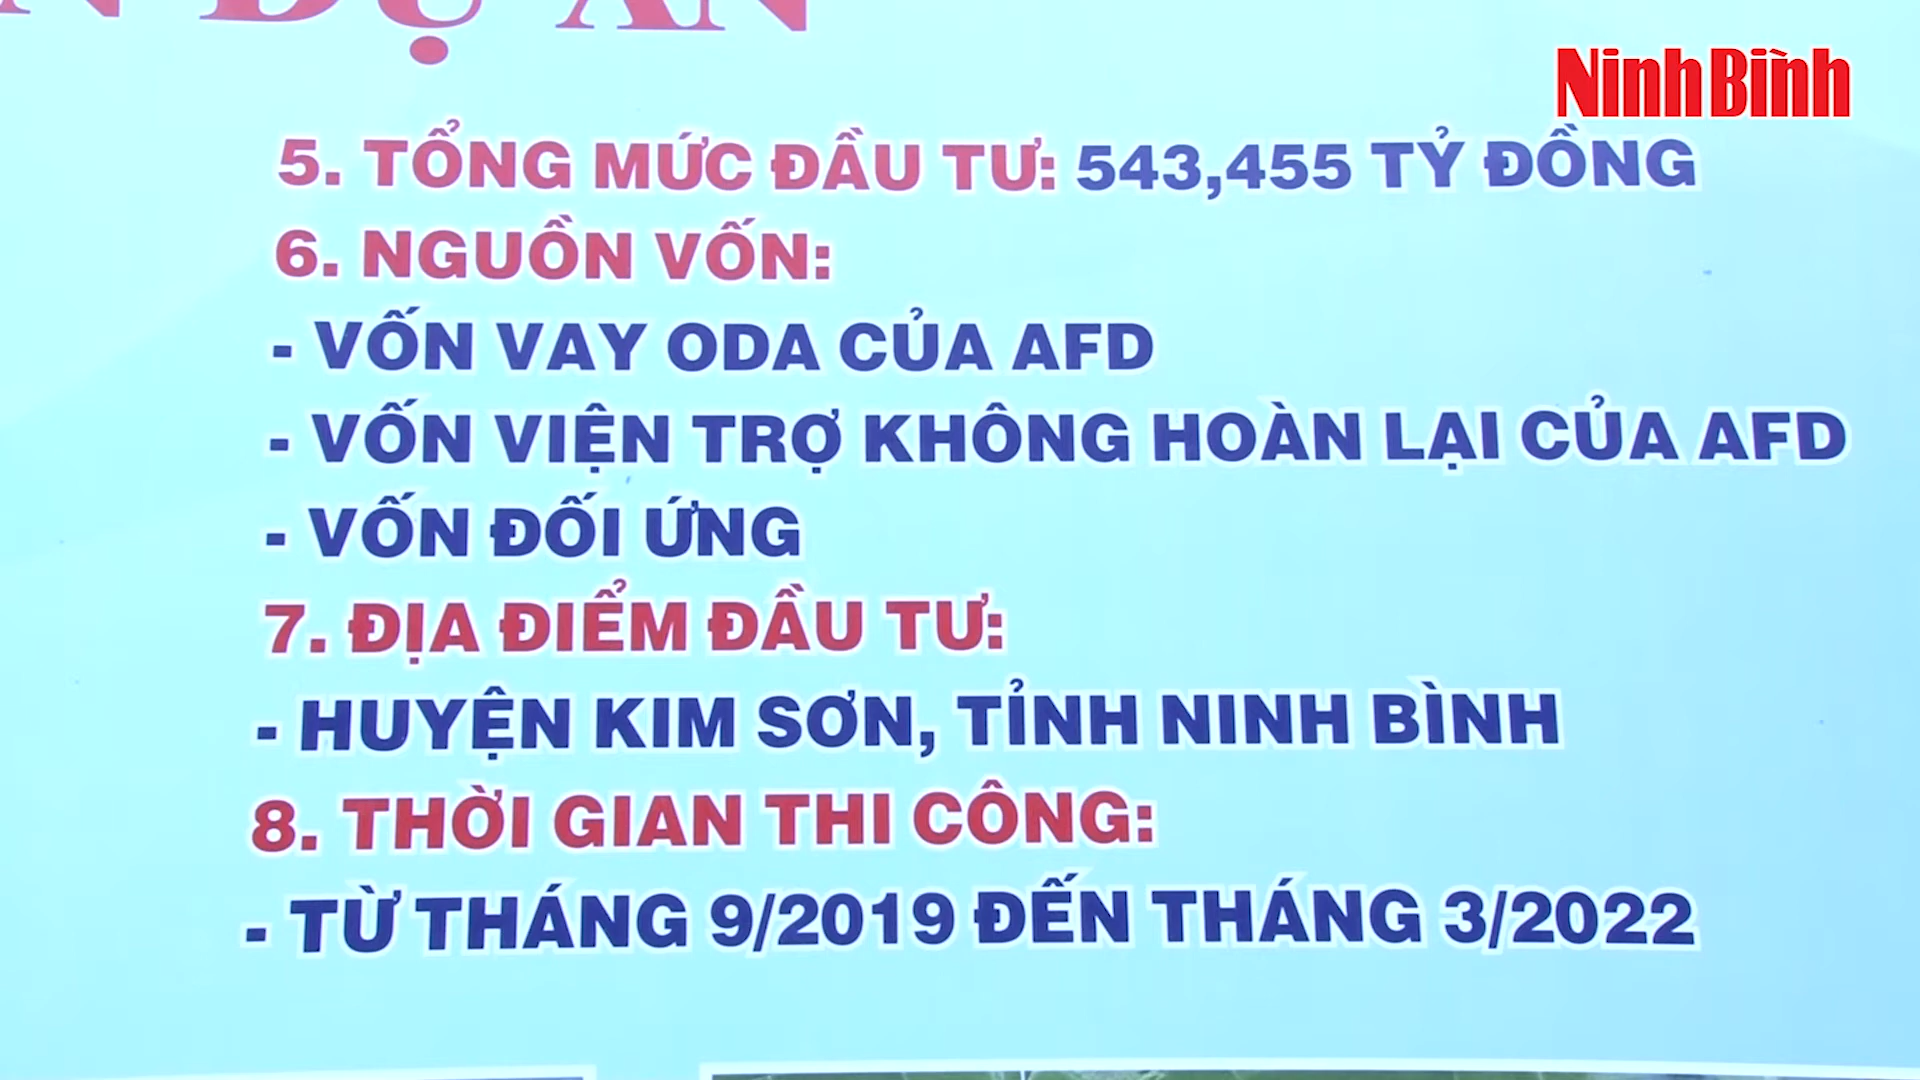 DỰ ÁN
Ninh Bình
5. TỔNG MỨC ĐẦU TƯ: 543,455 TỶ ĐỒNG
6. NGUỒN VỐN:
- VỐN VAY ODA CỦA AFD
- VỐN VIỆN TRỢ KHÔNG HOÀN LẠI CỦA AFD
- VỐN ĐỐI ỨNG
7. ĐỊA ĐIỂM ĐẦU TƯ:
- HUYỆN KIM SƠN, TỈNH NINH BÌNH
8. THỜI GIAN THI CÔNG:
- TỪ THÁNG 9/2019 ĐẾN THÁNG 3/2022